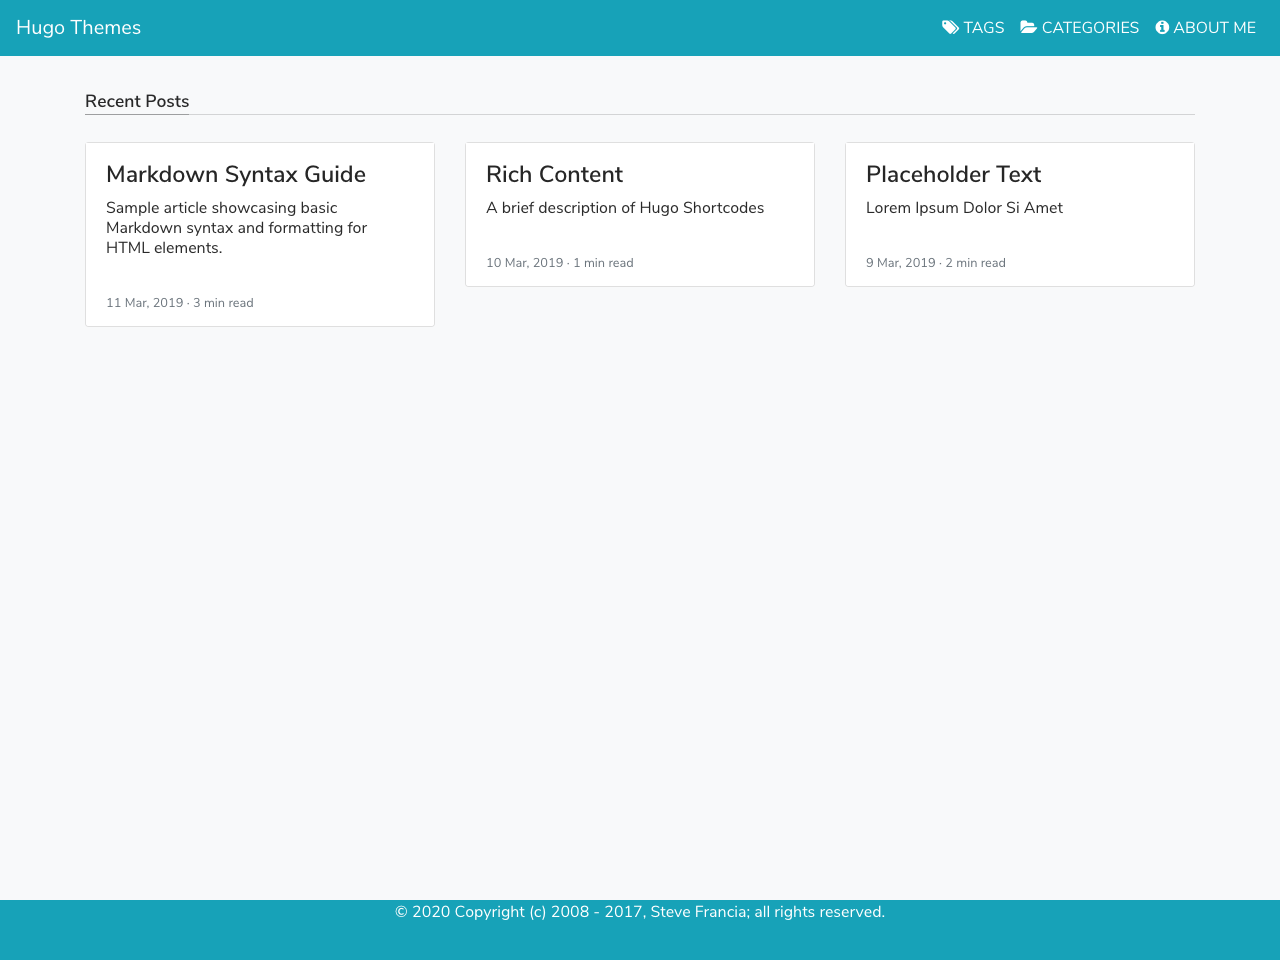 Hugo Themes
TAGS
CATEGORIES
ABOUT ME
Recent Posts
Markdown Syntax Guide
Sample article showcasing basic
Markdown syntax and formatting for
HTML elements.
11 Mar, 2019 · 3 min read
Rich Content
A brief description of Hugo Shortcodes
10 Mar, 2019 · 1 min read
Placeholder Text
Lorem Ipsum Dolor Si Amet
9 Mar, 2019 · 2 min read
© 2020 Copyright (c) 2008 - 2017, Steve Francia; all rights reserved.